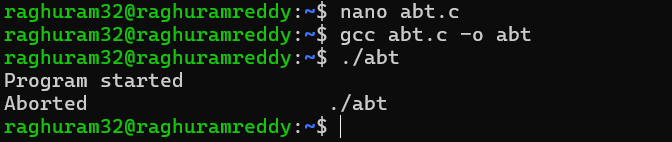 raghuram32@raghuramreddy:~$ nano abt.c
raghuram32@raghuramreddy:~$ gcc abt.c -o abt
raghuram32@raghuramreddy:~$ ./abt
Program started
Aborted                    ./abt
raghuram32@raghuramreddy:~$